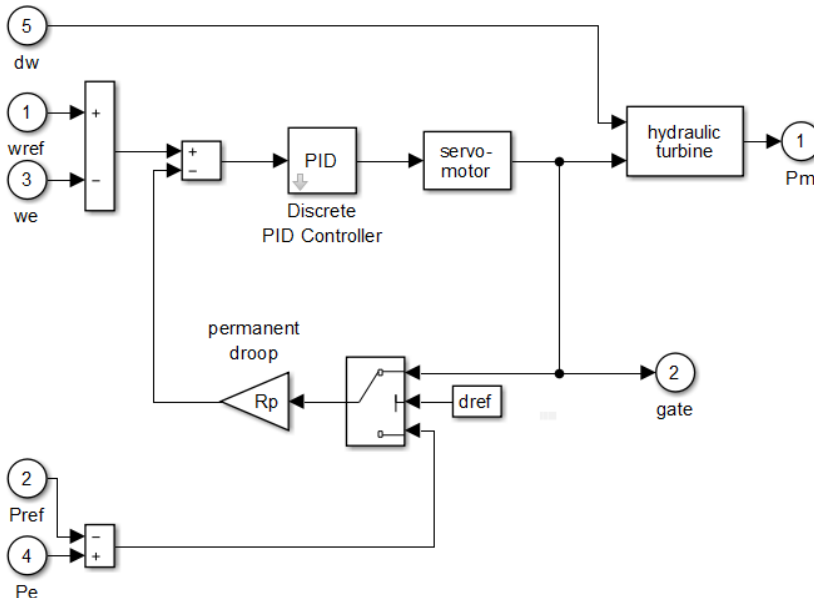 5
dw
1
wref
3
we
+
−
+
−
PID
Discrete
PID Controller
servo-
motor
hydraulic
turbine
1
Pm
permanent
droop
Rp
dref
2
gate
2
Pref
4
Pe
−
+